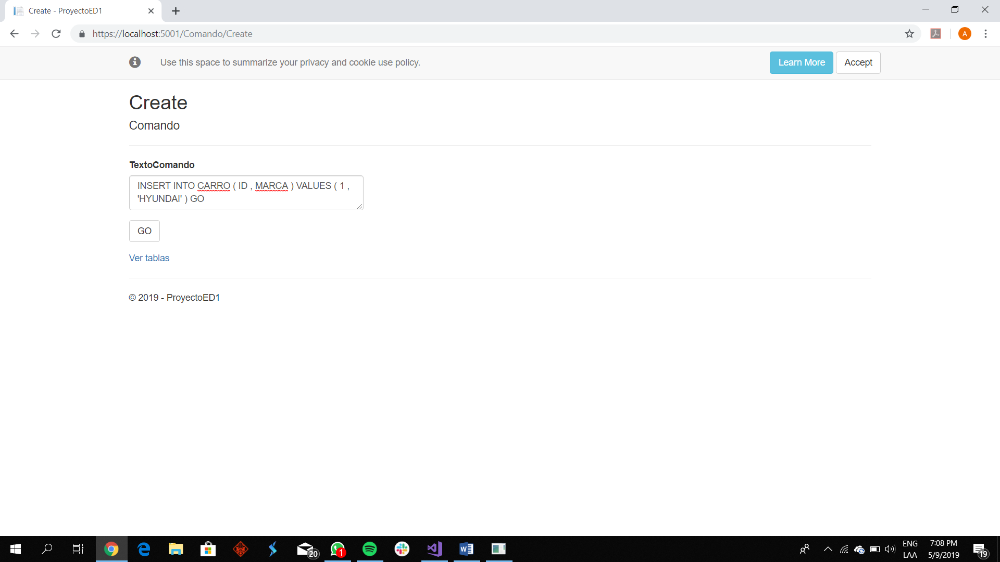 Create - ProyectoED1
https://localhost:5001/Comando/Create
A
Use this space to summarize your privacy and cookie use policy.
Learn More
Accept
Create
Comando
TextoComando
INSERT INTO CARRO ( ID , MARCA ) VALUES ( 1 ,
'HYUNDAI' ) GO
GO
Ver tablas
© 2019 - ProyectoED1
20
1
ENG
LAA
7:08 PM
5/9/2019
19